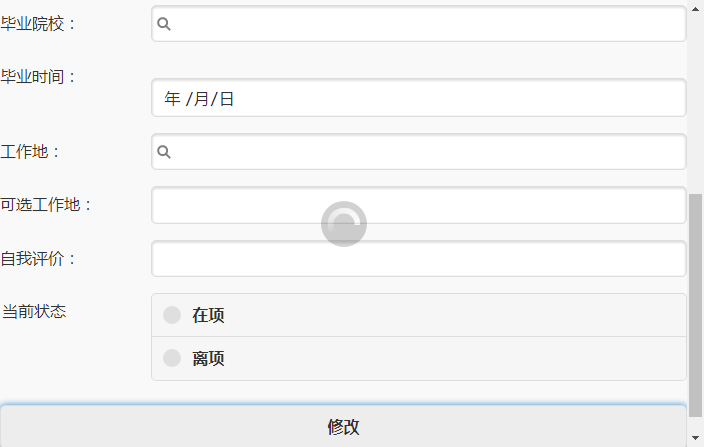 毕业院校：
毕业时间：
年 /月/日
工作地：
可选工作地：
自我评价：
当前状态
在项
离项
修改